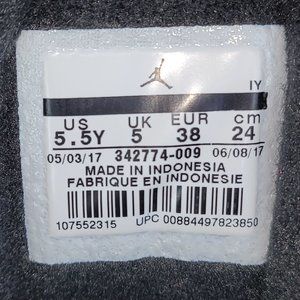 IY
US UK EUR cm
5.5Y 5 38 24
05/03/17 342774-009 06/08/17
MADE IN INDONESIA
FABRIQUE EN INDONESIE
107552315 UPC 00884497823850